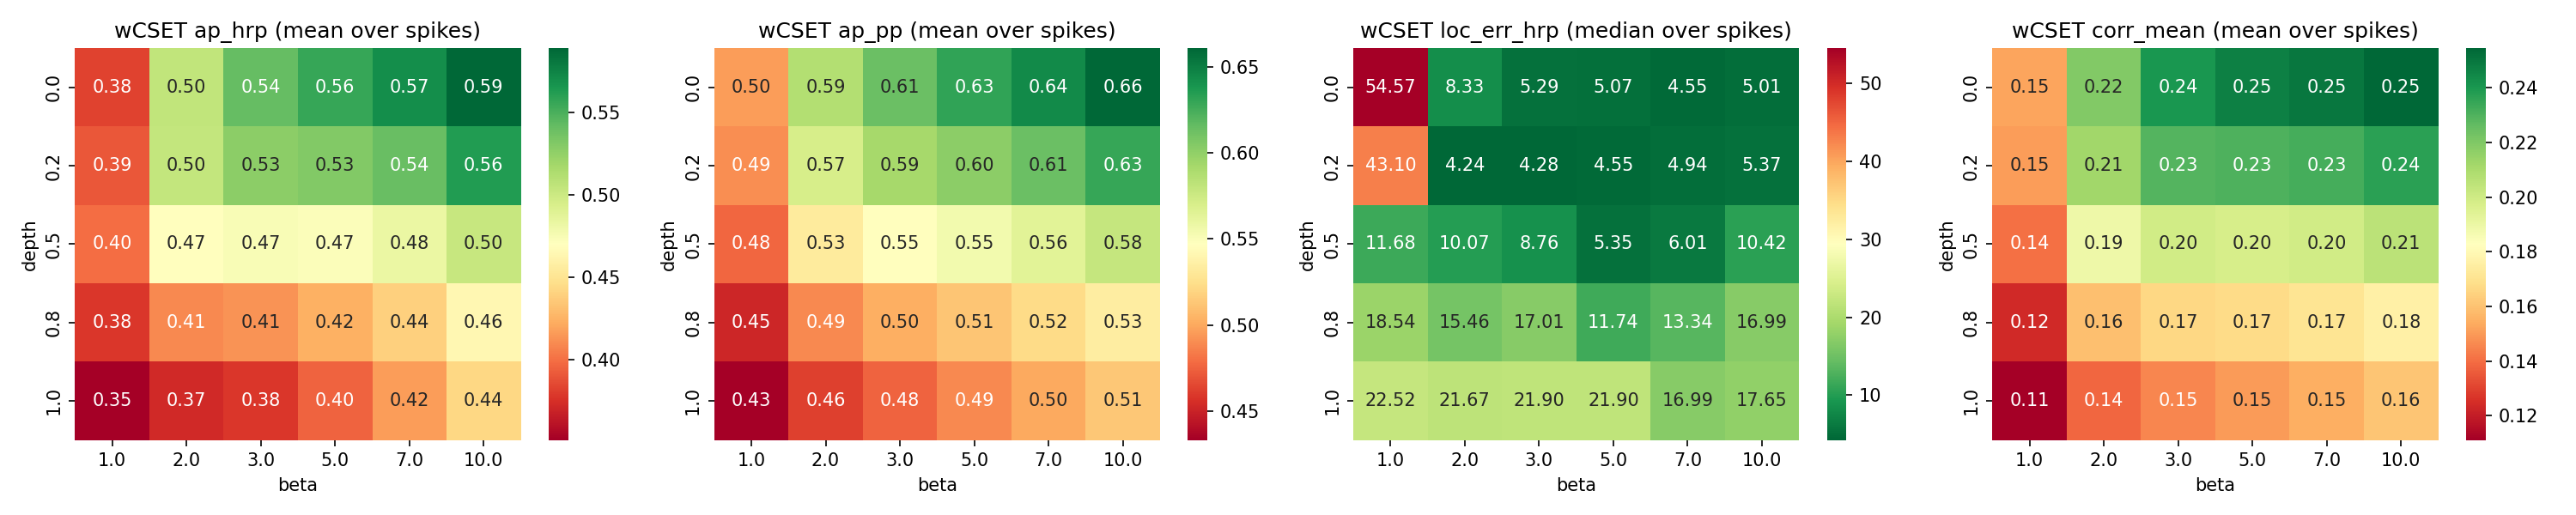 wCSET ap_hrp (mean over spikes)
0.0 0.38 0.50 0.54 0.56 0.57 0.59
0.2 0.39 0.50 0.53 0.53 0.54 0.56
0.5 0.40 0.47 0.47 0.47 0.48 0.50
0.8 0.38 0.41 0.41 0.42 0.44 0.46
1.0 0.35 0.37 0.38 0.40 0.42 0.44
1.0 2.0 3.0 5.0 7.0 10.0
depth
beta
0.55
0.50
0.45
0.40
wCSET ap_pp (mean over spikes)
0.0 0.50 0.59 0.61 0.63 0.64 0.66
0.2 0.49 0.57 0.59 0.60 0.61 0.63
0.5 0.48 0.53 0.55 0.55 0.56 0.58
0.8 0.45 0.49 0.50 0.51 0.52 0.53
1.0 0.43 0.46 0.48 0.49 0.50 0.51
1.0 2.0 3.0 5.0 7.0 10.0
depth
beta
0.65
0.60
0.55
0.50
0.45
wCSET loc_err_hrp (median over spikes)
0.0 54.57 8.33 5.29 5.07 4.55 5.01
0.2 43.10 4.24 4.28 4.55 4.94 5.37
0.5 11.68 10.07 8.76 5.35 6.01 10.42
0.8 18.54 15.46 17.01 11.74 13.34 16.99
1.0 22.52 21.67 21.90 21.90 16.99 17.65
1.0 2.0 3.0 5.0 7.0 10.0
depth
beta
50
40
30
20
10
wCSET corr_mean (mean over spikes)
0.0 0.15 0.22 0.24 0.25 0.25 0.25
0.2 0.15 0.21 0.23 0.23 0.23 0.24
0.5 0.14 0.19 0.20 0.20 0.20 0.21
0.8 0.12 0.16 0.17 0.17 0.17 0.18
1.0 0.11 0.14 0.15 0.15 0.15 0.16
1.0 2.0 3.0 5.0 7.0 10.0
depth
beta
0.24
0.22
0.20
0.18
0.16
0.14
0.12